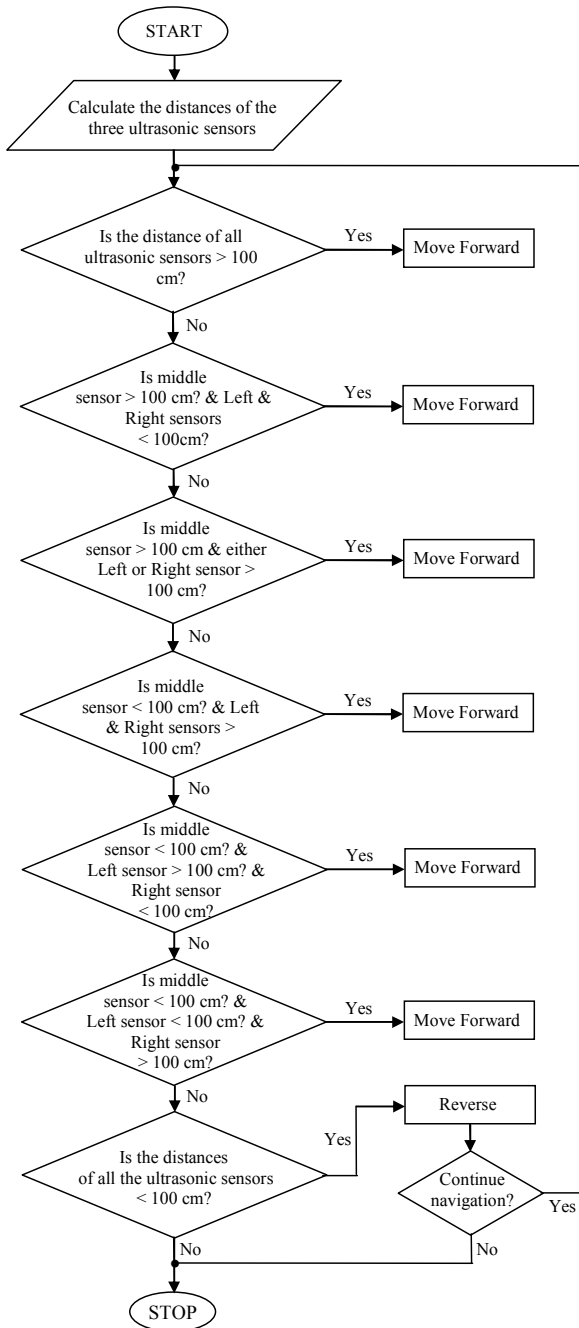 START
Calculate the distances of the
three ultrasonic sensors
Is the distance of all
ultrasonic sensors > 100
cm?
Yes
Move Forward
No
Is middle
sensor > 100 cm? & Left &
Right sensors
< 100cm?
Yes
Move Forward
No
Is middle
sensor > 100 cm & either
Left or Right sensor >
100 cm?
Yes
Move Forward
No
Is middle
sensor < 100 cm? & Left
& Right sensors >
100 cm?
Yes
Move Forward
No
Is middle
sensor < 100 cm? &
Left sensor > 100 cm? &
Right sensor
< 100 cm?
Yes
Move Forward
No
Is middle
sensor < 100 cm? &
Left sensor < 100 cm? &
Right sensor
> 100 cm?
Yes
Move Forward
No
Is the distances
of all the ultrasonic sensors
< 100 cm?
Yes
Reverse
Continue
navigation?
Yes
No
No
STOP